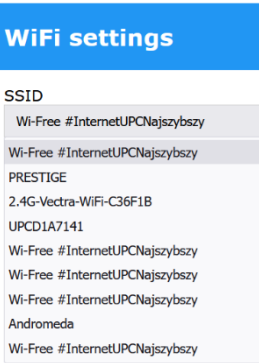 WiFi settings
SSID
Wi-Free #InternetUPCNajszybszy
Wi-Free #InternetUPCNajszybszy
PRESTIGE
2.4G-Vectra-WiFi-C36F1B
UPCD1A7141
Wi-Free #InternetUPCNajszybszy
Wi-Free #InternetUPCNajszybszy
Wi-Free #InternetUPCNajszybszy
Andromeda
Wi-Free #InternetUPCNajszybszy